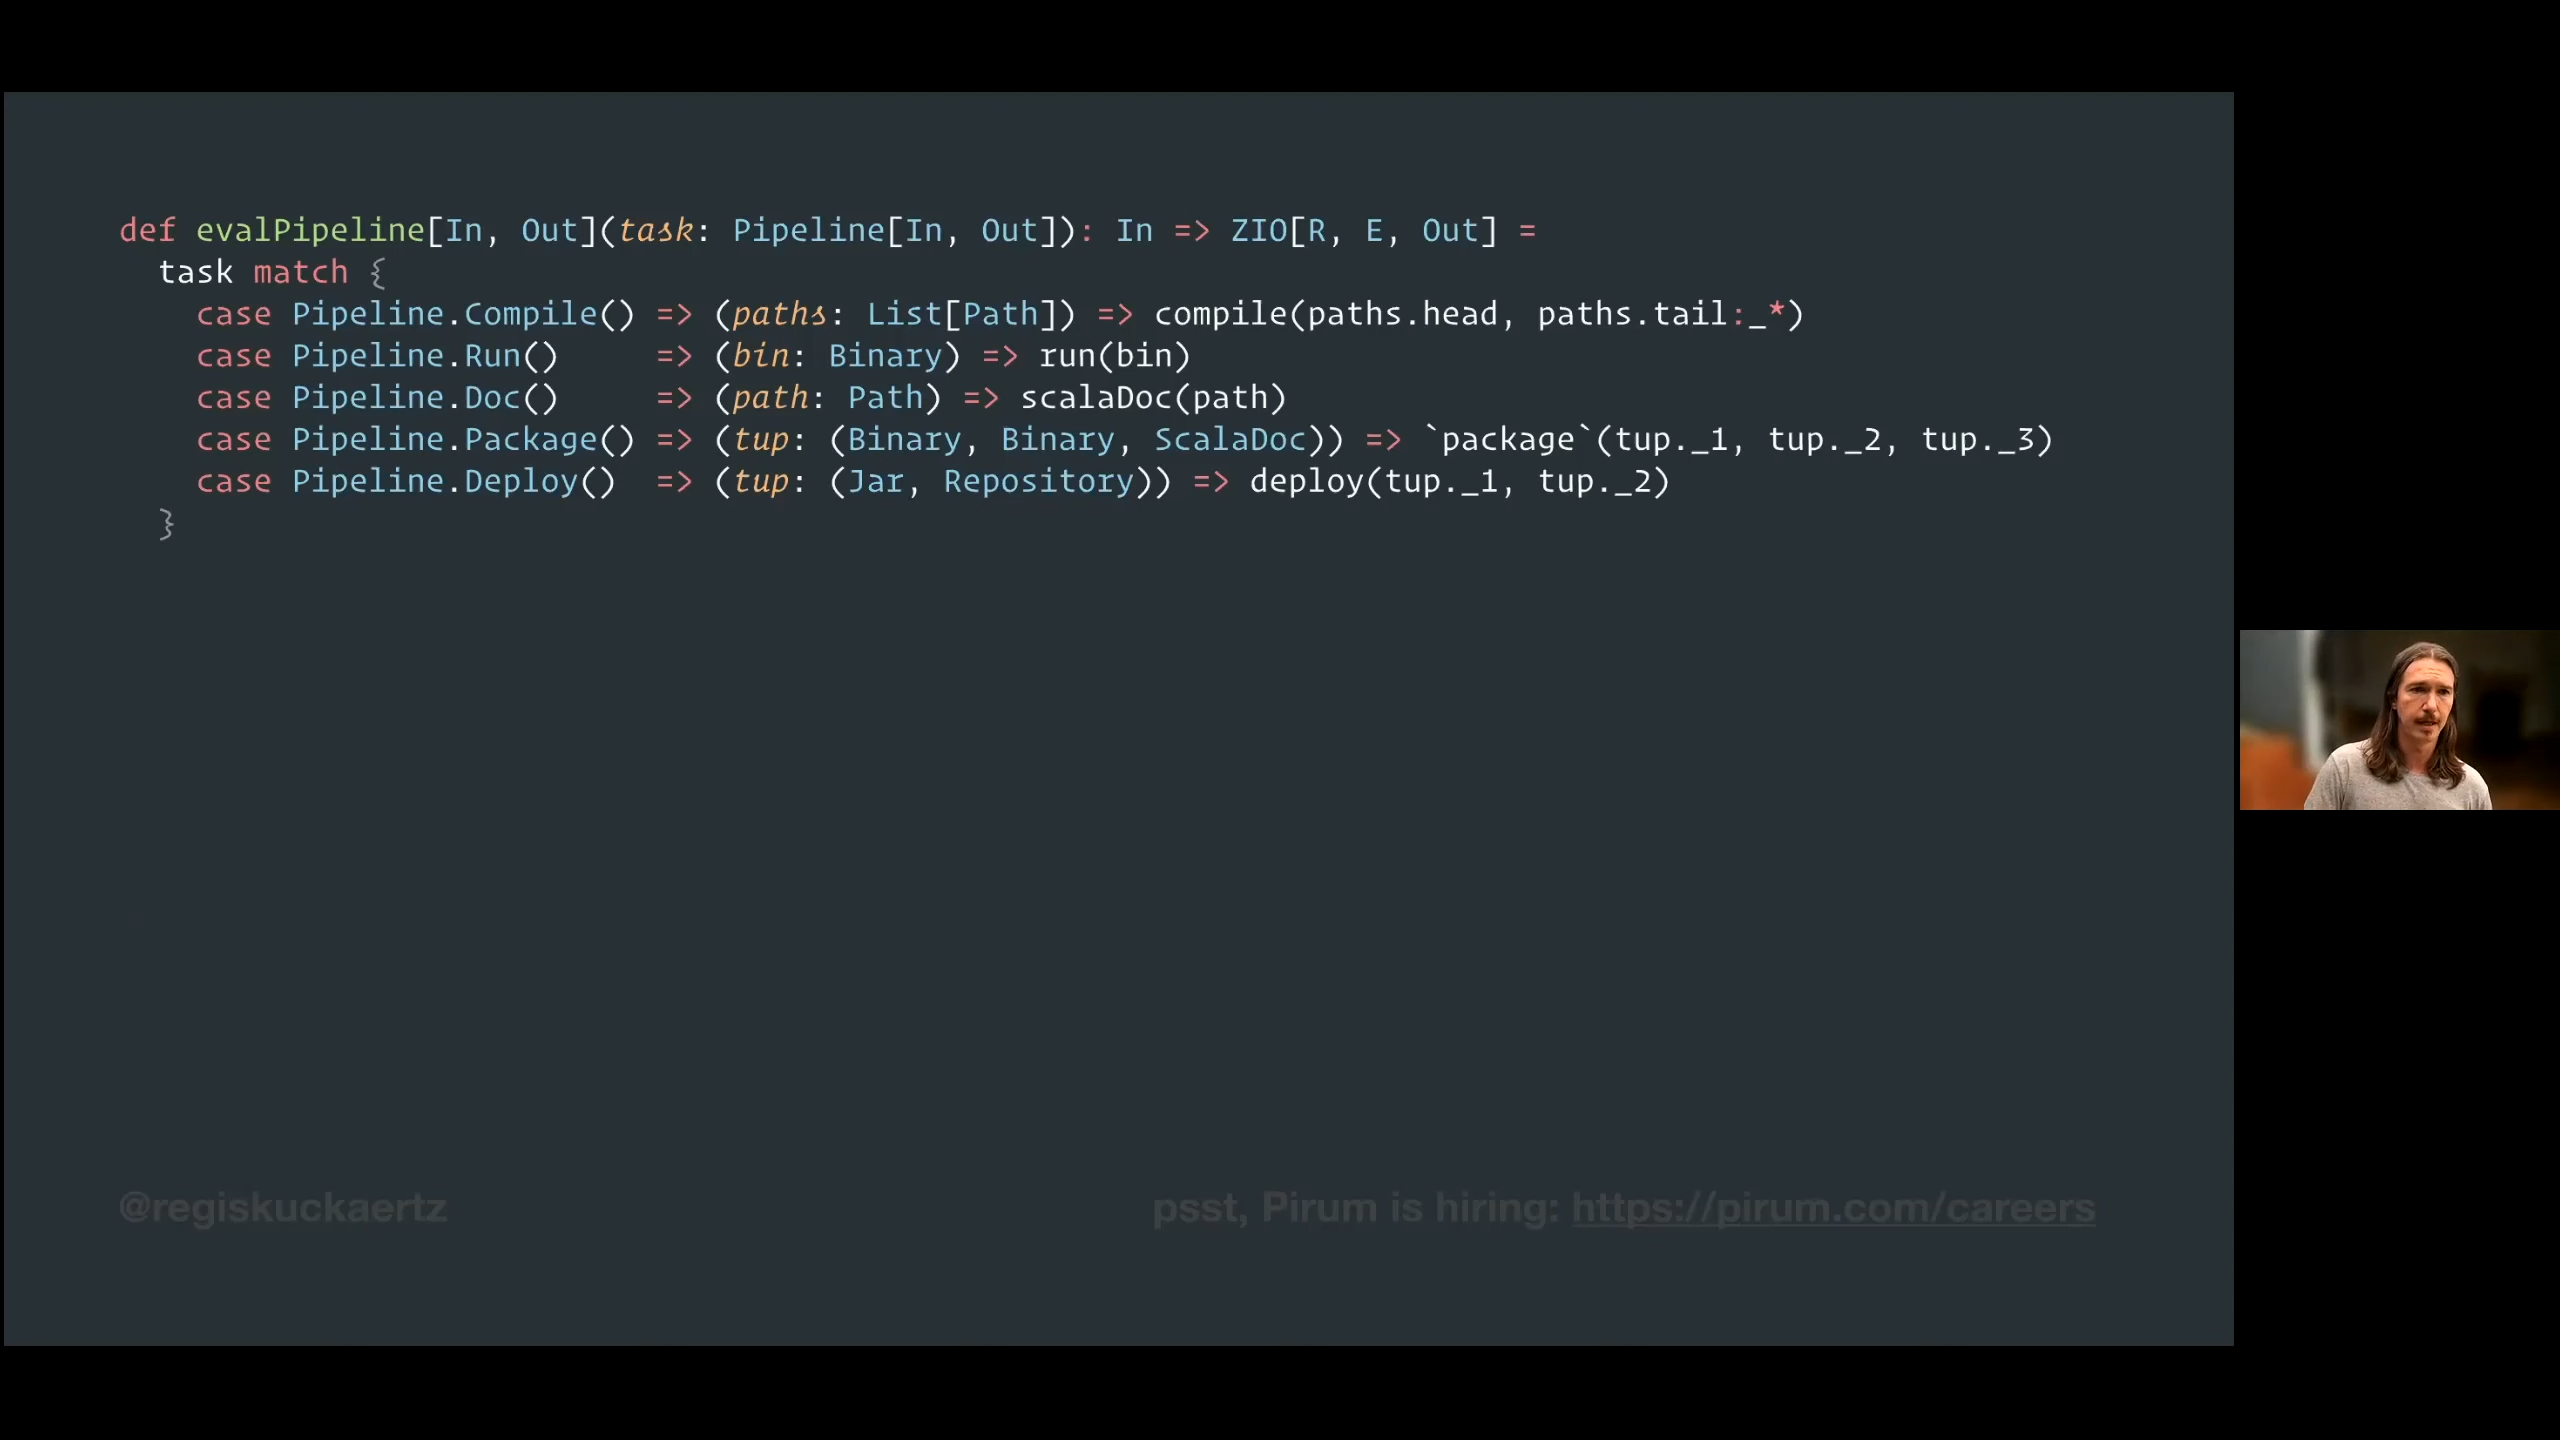 def evalPipeline[In, Out](task: Pipeline[In, Out]): In => ZIO[R, E, Out] =
  task match {
    case Pipeline.Compile() => (paths: List[Path]) => compile(paths.head, paths.tail:_*)
    case Pipeline.Run()     => (bin: Binary) => run(bin)
    case Pipeline.Doc()     => (path: Path) => scalaDoc(path)
    case Pipeline.Package() => (tup: (Binary, Binary, ScalaDoc)) => `package`(tup._1, tup._2, tup._3)
    case Pipeline.Deploy()  => (tup: (Jar, Repository)) => deploy(tup._1, tup._2)
  }
@regiskuckaertz
psst, Pirum is hiring: https://pirum.com/careers